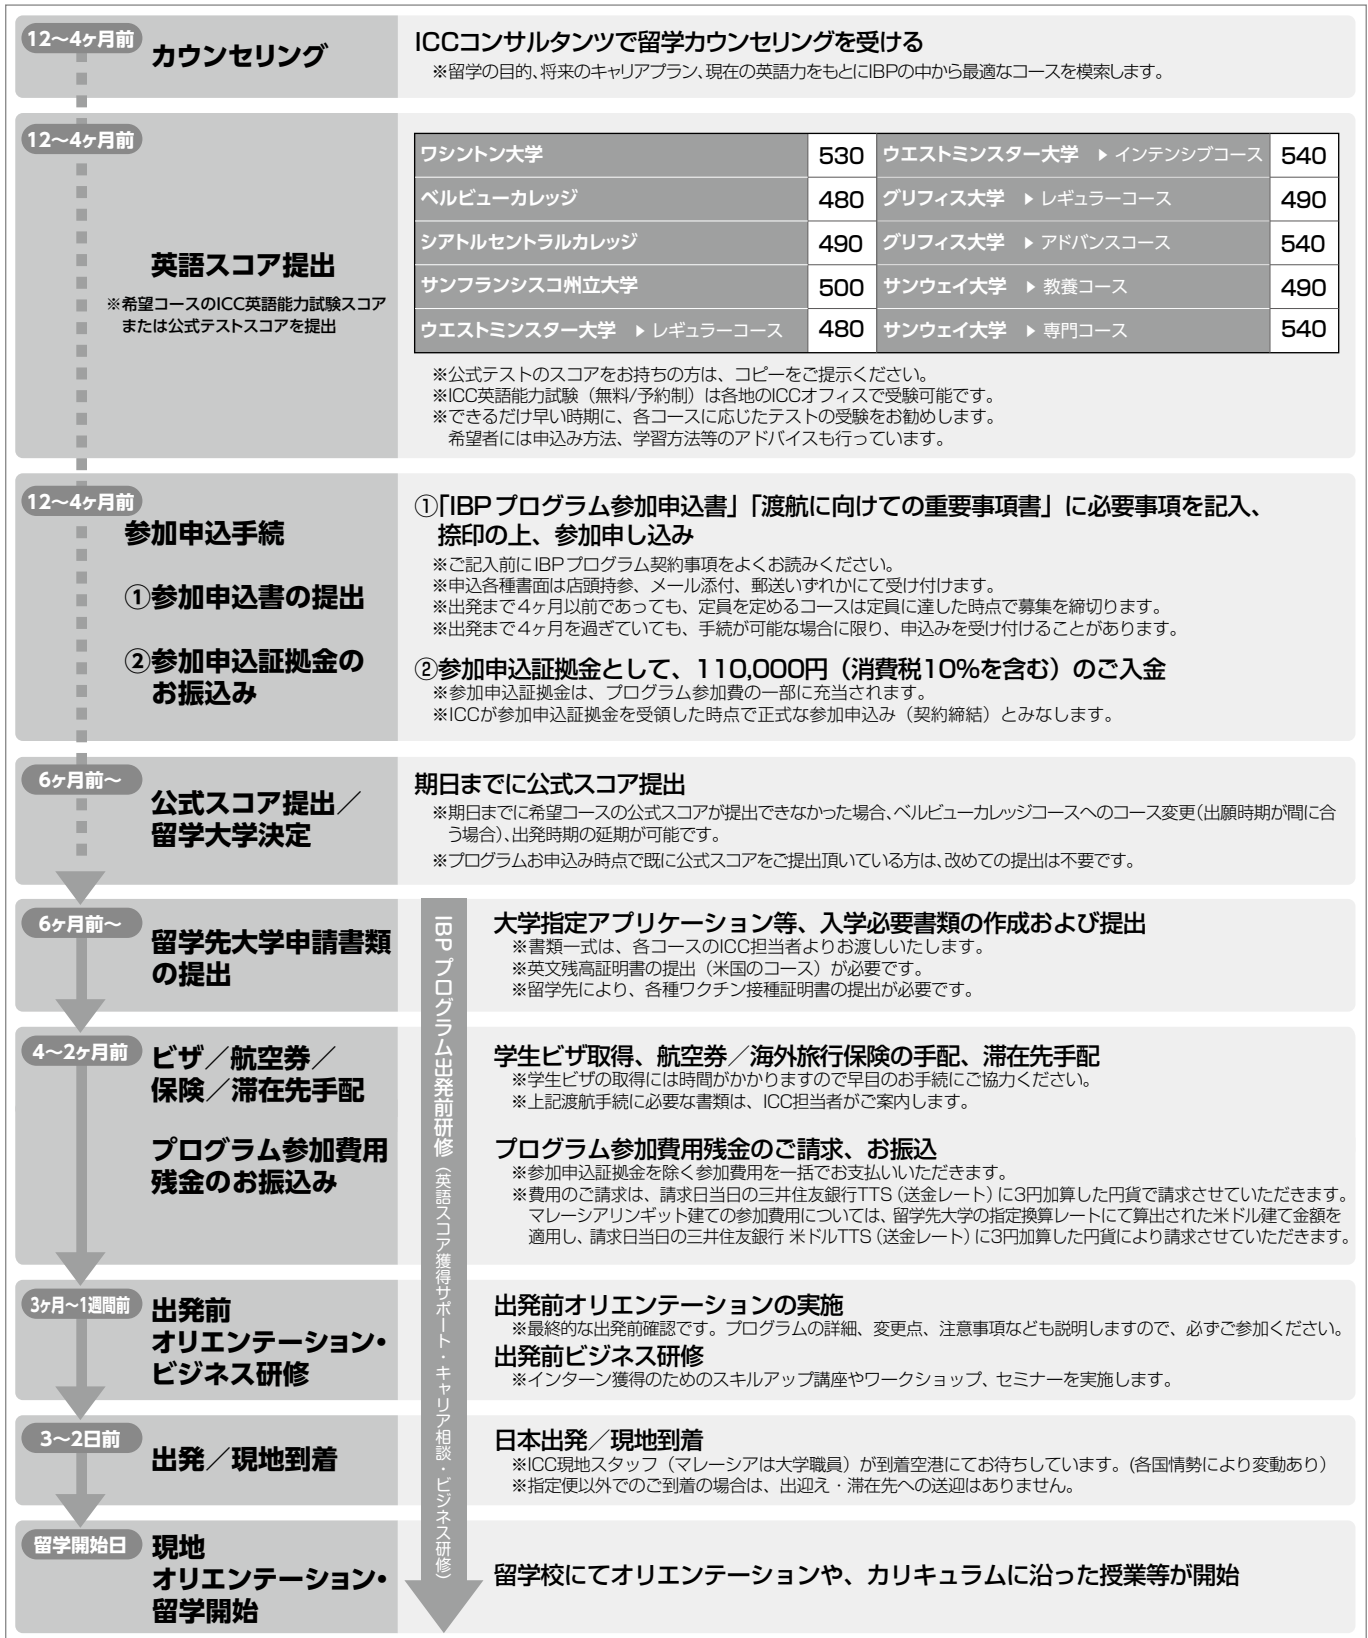 12〜4ヶ月前
カウンセリング
ICCコンサルタンツで留学カウンセリングを受ける
※留学の目的、将来のキャリアプラン、現在の英語力をもとにIBPの中から最適なコースを模索します。
12〜4ヶ月前
英語スコア提出
※希望コースのICC英語能力試験スコア
または公式テストスコアを提出
ワシントン大学 530 ウエストミンスター大学 ▶ インテンシブコース 540
ベルビューカレッジ 480 グリフィス大学 ▶ レギュラーコース 490
シアトルセントラルカレッジ 490 グリフィス大学 ▶ アドバンスコース 540
サンフランシスコ州立大学 500 サンウェイ大学 ▶ 教養コース 490
ウエストミンスター大学 ▶ レギュラーコース 480 サンウェイ大学 ▶ 専門コース 540
※公式テストのスコアをお持ちの方は、コピーをご提示ください。
※ICC英語能力試験（無料/予約制）は各地のICCオフィスで受験可能です。
※できるだけ早い時期に、各コースに応じたテストの受験をお勧めします。
希望者には申込み方法、学習方法等のアドバイスも行っています。
12〜4ヶ月前
参加申込手続
①参加申込書の提出
②参加申込証拠金の
お振込み
①「IBPプログラム参加申込書」「渡航に向けての重要事項書」に必要事項を記入、
捺印の上、参加申し込み
※ご記入前にIBPプログラム契約事項をよくお読みください。
※申込各種書面は店頭持参、メール添付、郵送いずれかにて受け付けます。
※出発まで4ヶ月以前であっても、定員を定めるコースは定員に達した時点で募集を締切ります。
※出発まで4ヶ月を過ぎていても、手続が可能な場合に限り、申込みを受け付けることがあります。
②参加申込証拠金として、110,000円（消費税10%を含む）のご入金
※参加申込証拠金は、プログラム参加費の一部に充当されます。
※ICCが参加申込証拠金を受領した時点で正式な参加申込み（契約締結）とみなします。
6ヶ月前〜
公式スコア提出／
留学大学決定
期日までに公式スコア提出
※期日までに希望コースの公式スコアが提出できなかった場合、ベルビューカレッジコースへのコース変更（出願時期が間に合
う場合）、出発時期の延期が可能です。
※プログラムお申込み時点で既に公式スコアをご提出頂いている方は、改めての提出は不要です。
IBP プログラム出発前研修（英語スコア獲得サポート・キャリア相談・ビジネス研修）
6ヶ月前〜
留学先大学申請書類
の提出
大学指定アプリケーション等、入学必要書類の作成および提出
※書類一式は、各コースのICC担当者よりお渡しいたします。
※英文残高証明書の提出（米国のコース）が必要です。
※留学先により、各種ワクチン接種証明書の提出が必要です。
4〜2ヶ月前
ビザ／航空券／
保険／滞在先手配
プログラム参加費用
残金のお振込み
学生ビザ取得、航空券／海外旅行保険の手配、滞在先手配
※学生ビザの取得には時間がかかりますので早目のお手続にご協力ください。
※上記渡航手続に必要な書類は、ICC担当者がご案内します。
プログラム参加費用残金のご請求、お振込
※参加申込証拠金を除く参加費用を一括でお支払いいただきます。
※費用のご請求は、請求日当日の三井住友銀行TTS（送金レート）に3円加算した円貨で請求させていただきます。
マレーシアリンギット建ての参加費用については、留学先大学の指定換算レートにて算出された米ドル建て金額を
適用し、請求日当日の三井住友銀行 米ドルTTS（送金レート）に3円加算した円貨により請求させていただきます。
3ヶ月〜1週間前
出発前
オリエンテーション・
ビジネス研修
出発前オリエンテーションの実施
※最終的な出発前確認です。プログラムの詳細、変更点、注意事項なども説明しますので、必ずご参加ください。
出発前ビジネス研修
※インターン獲得のためのスキルアップ講座やワークショップ、セミナーを実施します。
3〜2日前
出発／現地到着
日本出発／現地到着
※ICC現地スタッフ（マレーシアは大学職員）が到着空港にてお待ちしています。(各国情勢により変動あり）
※指定便以外でのご到着の場合は、出迎え・滞在先への送迎はありません。
留学開始日
現地
オリエンテーション・
留学開始
留学校にてオリエンテーションや、カリキュラムに沿った授業等が開始